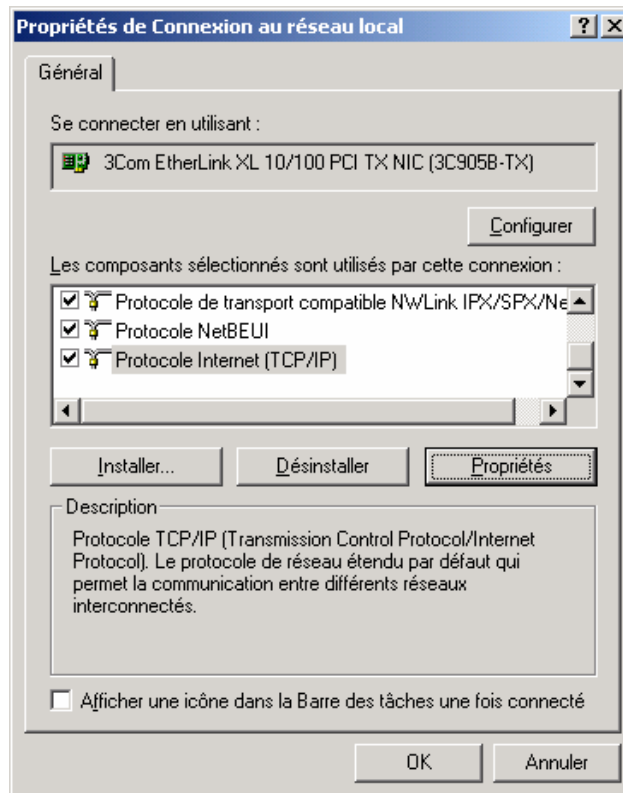 Propriétés de Connexion au réseau local
Général
Se connecter en utilisant :
3Com EtherLink XL 10/100 PCI TX NIC (3C905B-TX)
Configurer
Les composants sélectionnés sont utilisés par cette connexion :
Protocole de transport compatible NWLink IPX/SPX/Ne
Protocole NetBEUI
Protocole Internet (TCP/IP)
Installer... Désinstaller Propriétés
Description
Protocole TCP/IP (Transmission Control Protocol/Internet
Protocol). Le protocole de réseau étendu par défaut qui
permet la communication entre différents réseaux
interconnectés.
Afficher une icône dans la Barre des tâches une fois connecté
OK Annuler